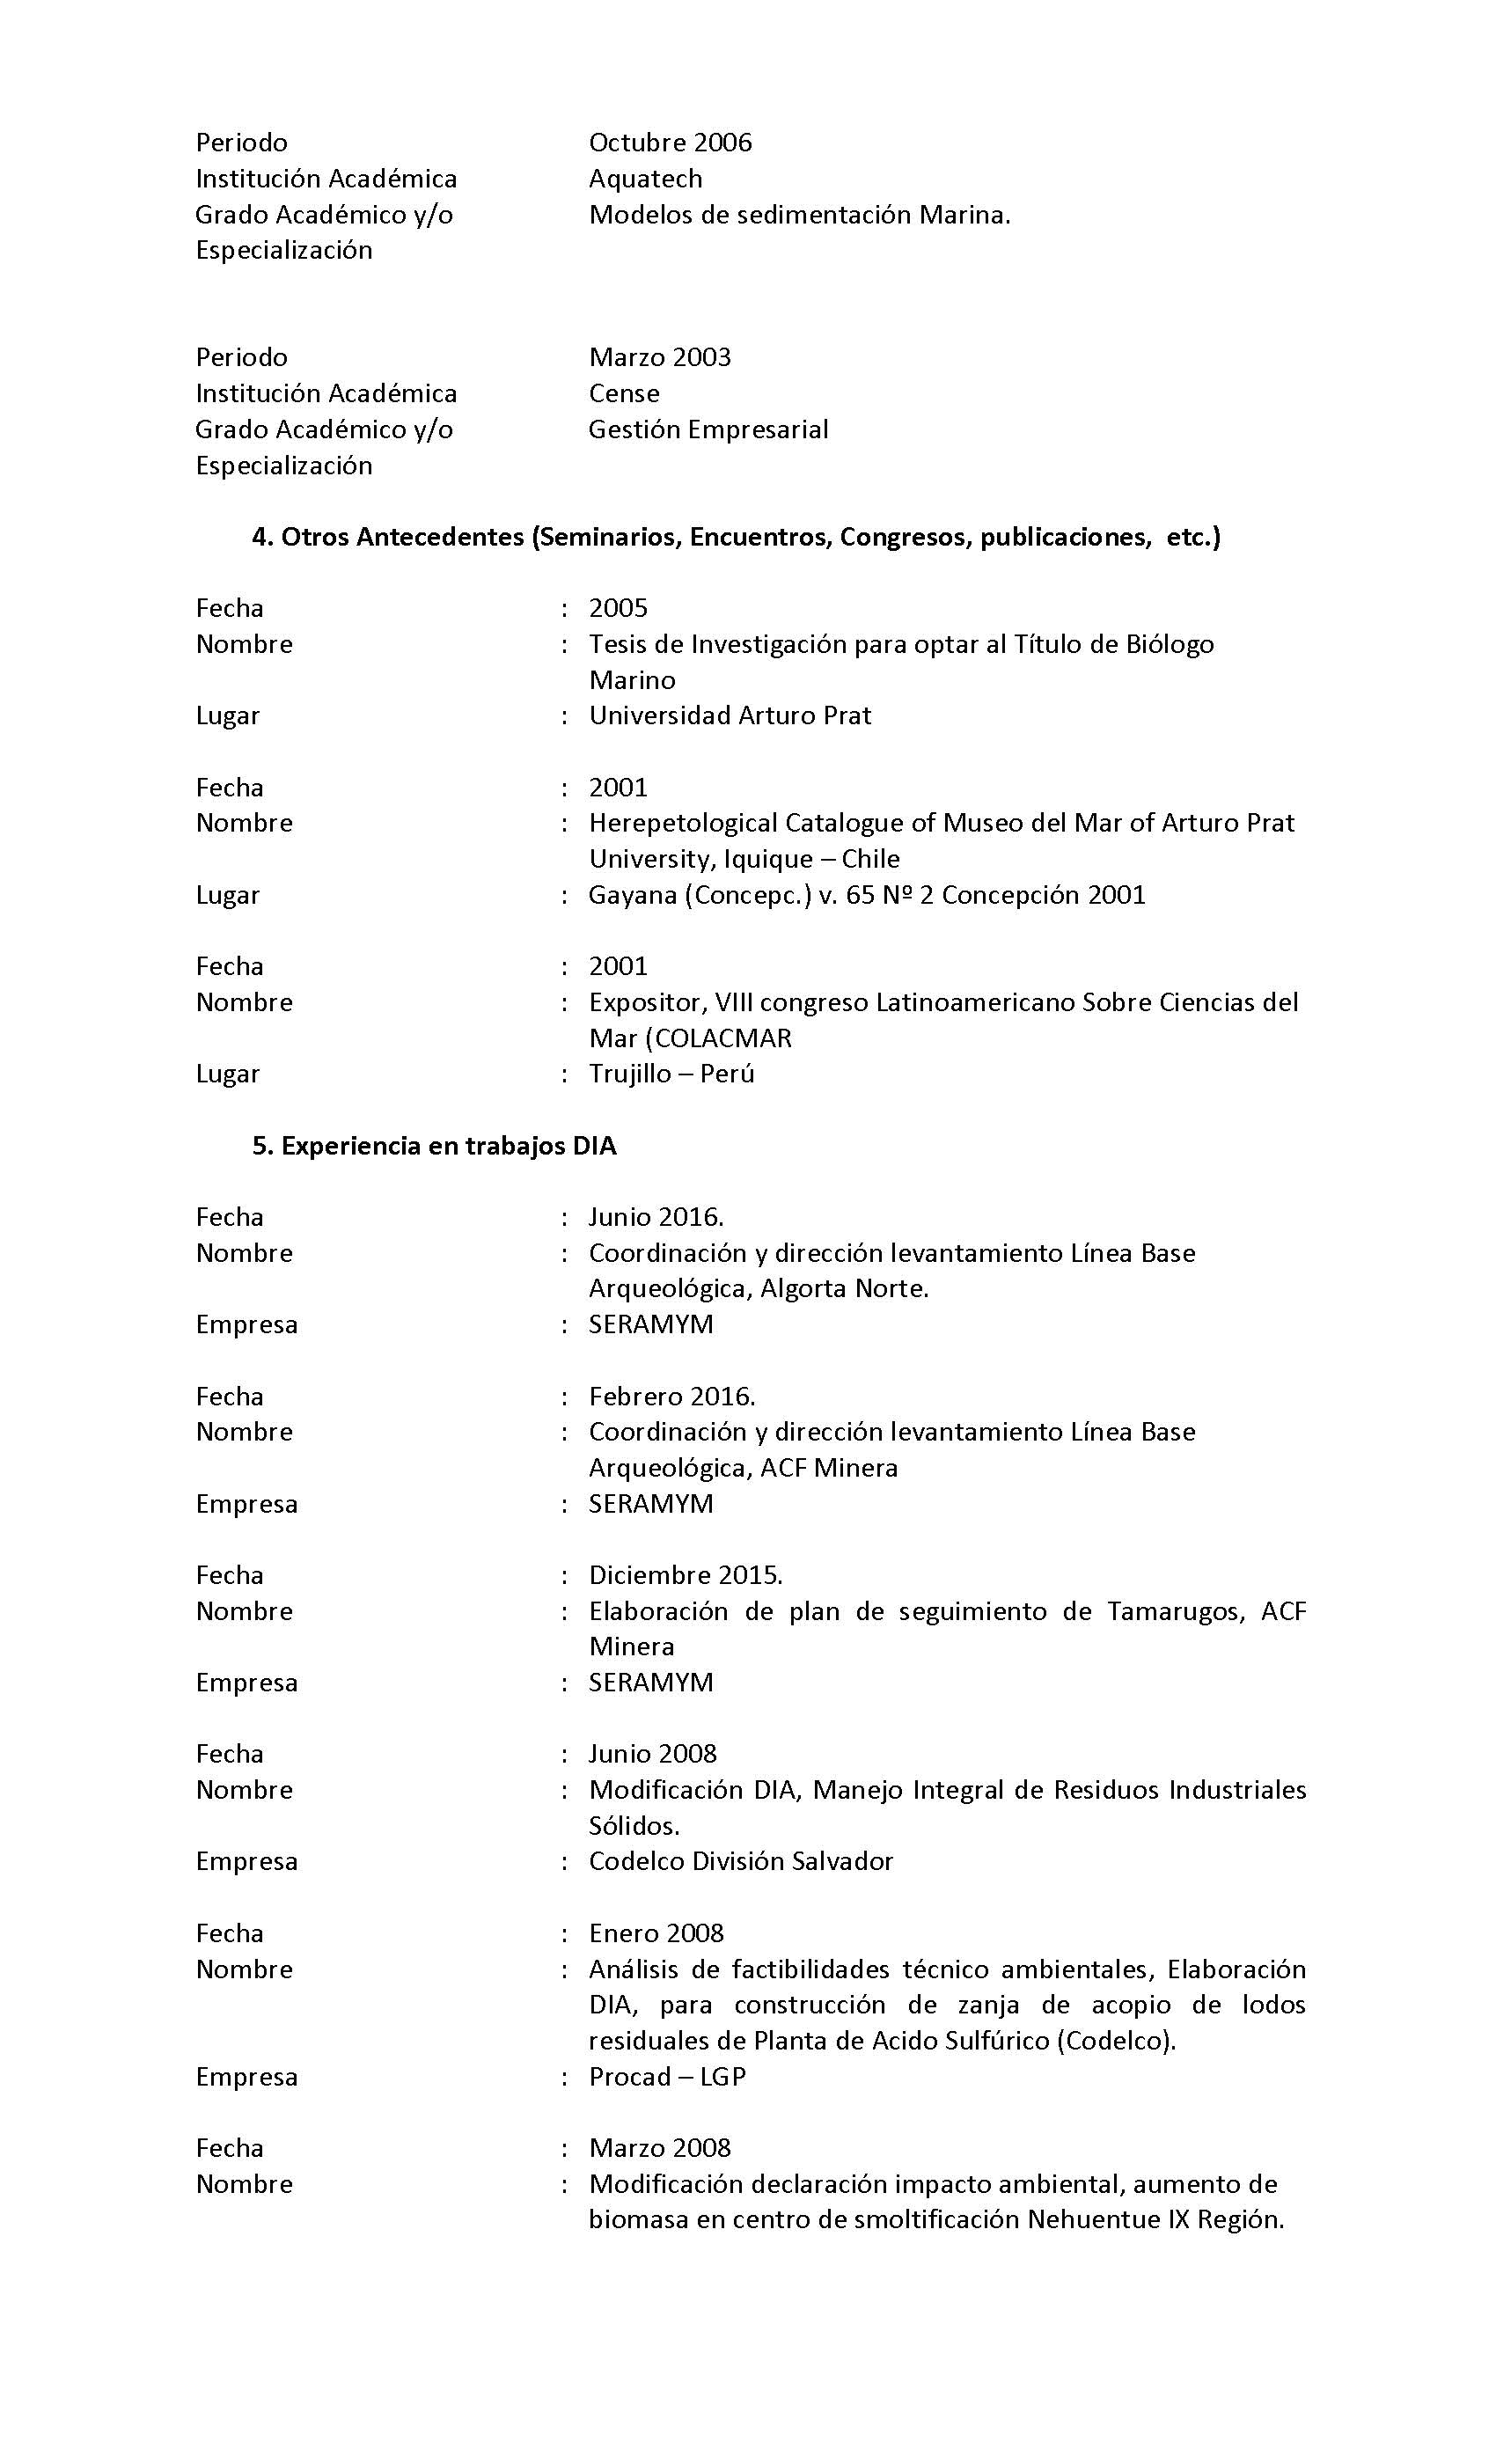 Periodo Octubre 2006
Institución Académica Aquatech
Grado Académico y/o Modelos de sedimentación Marina.
Especialización
Periodo Marzo 2003
Institución Académica Cense
Grado Académico y/o Gestión Empresarial
Especialización
4. Otros Antecedentes (Seminarios, Encuentros, Congresos, publicaciones, etc.)
Fecha : 2005
Nombre : Tesis de Investigación para optar al Título de Biólogo
Marino
Lugar : Universidad Arturo Prat
Fecha : 2001
Nombre : Herepetological Catalogue of Museo del Mar of Arturo Prat
University, Iquique – Chile
Lugar : Gayana (Concepc.) v. 65 Nº 2 Concepción 2001
Fecha : 2001
Nombre : Expositor, VIII congreso Latinoamericano Sobre Ciencias del
Mar (COLACMAR
Lugar : Trujillo – Perú
5. Experiencia en trabajos DIA
Fecha : Junio 2016.
Nombre : Coordinación y dirección levantamiento Línea Base
Arqueológica, Algorta Norte.
Empresa : SERAMYM
Fecha : Febrero 2016.
Nombre : Coordinación y dirección levantamiento Línea Base
Arqueológica, ACF Minera
Empresa : SERAMYM
Fecha : Diciembre 2015.
Nombre : Elaboración de plan de seguimiento de Tamarugos, ACF
Minera
Empresa : SERAMYM
Fecha : Junio 2008
Nombre : Modificación DIA, Manejo Integral de Residuos Industriales
Sólidos.
Empresa : Codelco División Salvador
Fecha : Enero 2008
Nombre : Análisis de factibilidades técnico ambientales, Elaboración
DIA, para construcción de zanja de acopio de lodos
residuales de Planta de Acido Sulfúrico (Codelco).
Empresa : Procad – LGP
Fecha : Marzo 2008
Nombre : Modificación declaración impacto ambiental, aumento de
biomasa en centro de smoltificación Nehuentue IX Región.